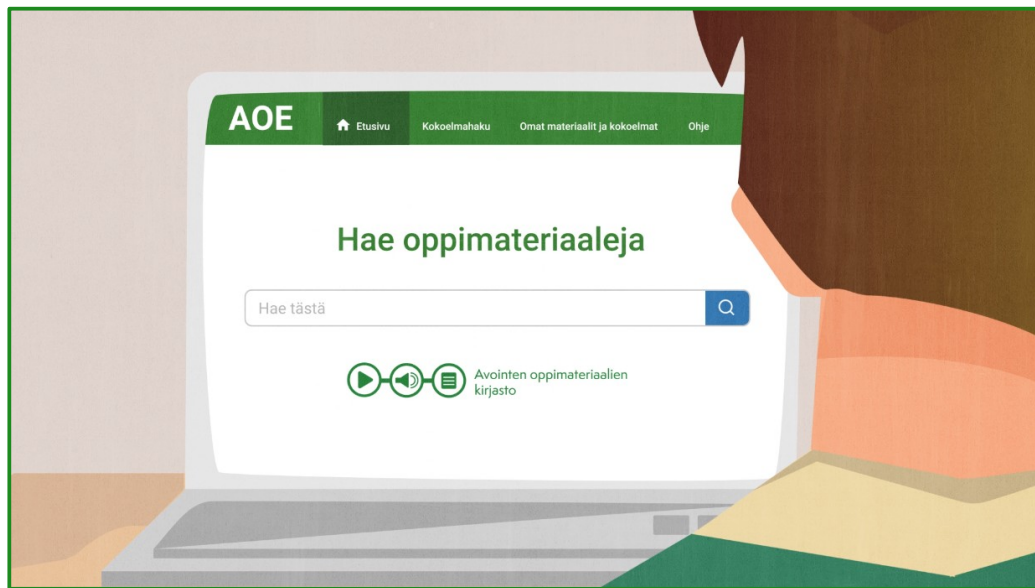 AOE
Etusivu Kokoelmahaku Omat materiaalit ja kokoelmat Ohje
Hae oppimateriaaleja
Hae tästä
Avointen oppimateriaalien
kirjasto